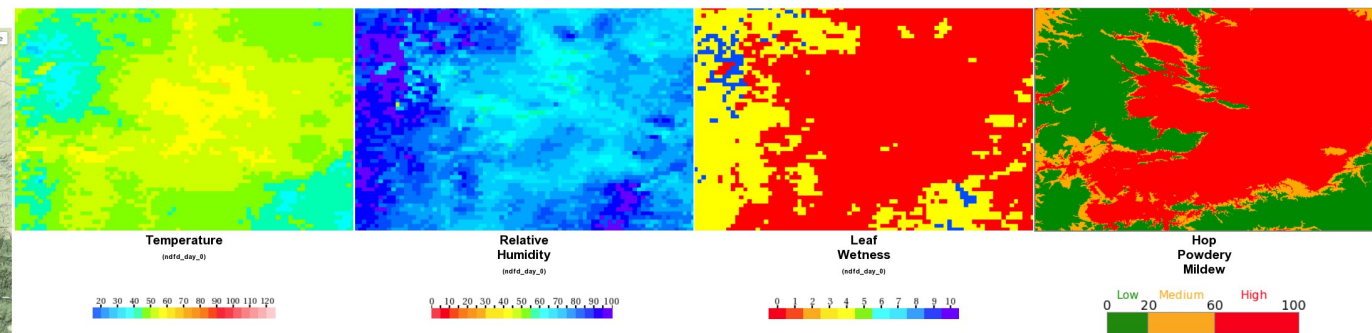 e
Temperature
(ndfd_day_0)
20 30 40 50 60 70 80 90 100 110 120
Relative
Humidity
(ndfd_day_0)
0 10 20 30 40 50 60 70 80 90 100
Leaf
Wetness
(ndfd_day_0)
0 1 2 3 4 5 6 7 8 9 10
Hop
Powdery
Mildew
Low Medium High
0 20 60 100